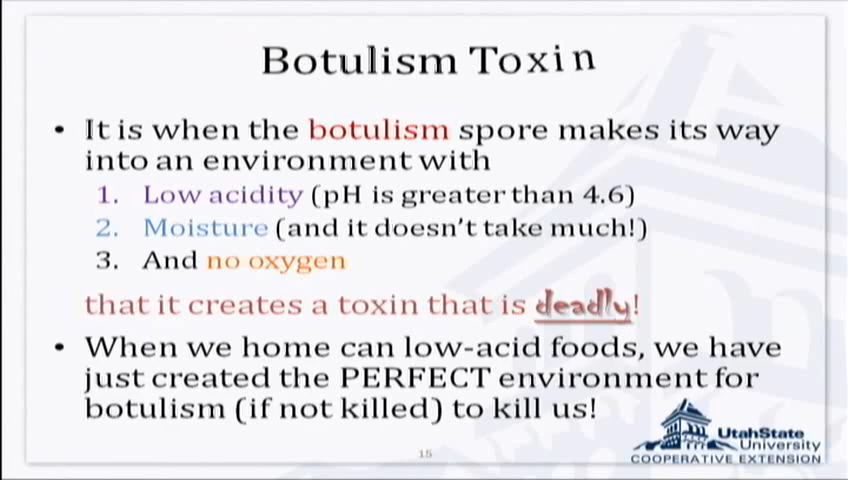 Botulism Toxin
• It is when the botulism spore makes its way
into an environment with
1. Low acidity (pH is greater than 4.6)
2. Moisture (and it doesn't take much!)
3. And no oxygen
that it creates a toxin that is deadly!
• When we home can low-acid foods, we have
just created the PERFECT environment for
botulism (if not killed) to kill us!
15
UtahState
University
COOPERATIVE EXTENSION